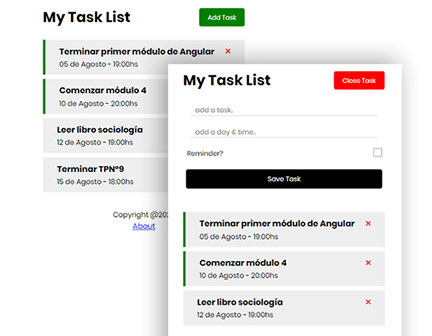 My Task List
Add Task
Terminar primer módulo de Angular
05 de Agosto - 19:00hs
Comenzar módulo 4
10 de Agosto - 20:00hs
Leer libro sociología
12 de Agosto - 19:00hs
Terminar TPN°9
15 de Agosto - 18:00hs
Copyright @202
About
My Task List
Close Task
add a task..
add a day & time..
Reminder?
Save Task
Terminar primer módulo de Angular
05 de Agosto - 19:00hs
Comenzar módulo 4
10 de Agosto - 20:00hs
Leer libro sociología
12 de Agosto - 19:00hs